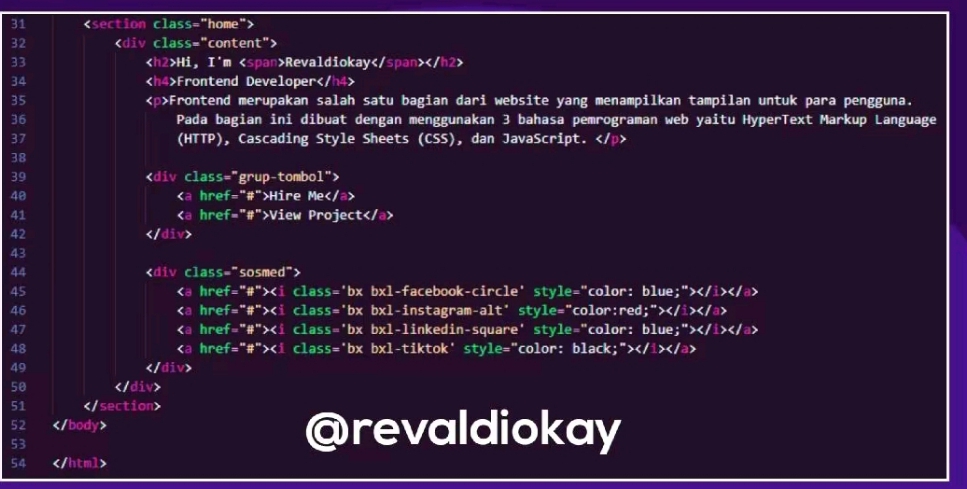 31 <section class="home">
32 <div class="content">
33 <h2>Hi, I'm <span>Revaldiokay</span></h2>
34 <h4>Frontend Developer</h4>
35 <p>Frontend merupakan salah satu bagian dari website yang menampilkan tampilan untuk para pengguna.
36 Pada bagian ini dibuat dengan menggunakan 3 bahasa pemrograman web yaitu HyperText Markup Language
37 (HTTP), Cascading Style Sheets (CSS), dan JavaScript. </p>
38
39 <div class="grup-tombol">
40 <a href="#">Hire Me</a>
41 <a href="#">View Project</a>
42 </div>
43
44 <div class="sosmed">
45 <a href="#"><i class='bx bxl-facebook-circle' style="color: blue;"></i></a>
46 <a href="#"><i class='bx bxl-instagram-alt' style="color:red;"></i></a>
47 <a href="#"><i class='bx bxl-linkedin-square' style="color: blue;"></i></a>
48 <a href="#"><i class='bx bxl-tiktok' style="color: black;"></i></a>
49 </div>
50 </div>
51 </section>
52 </body>
53
54 </html>
@revaldiokay